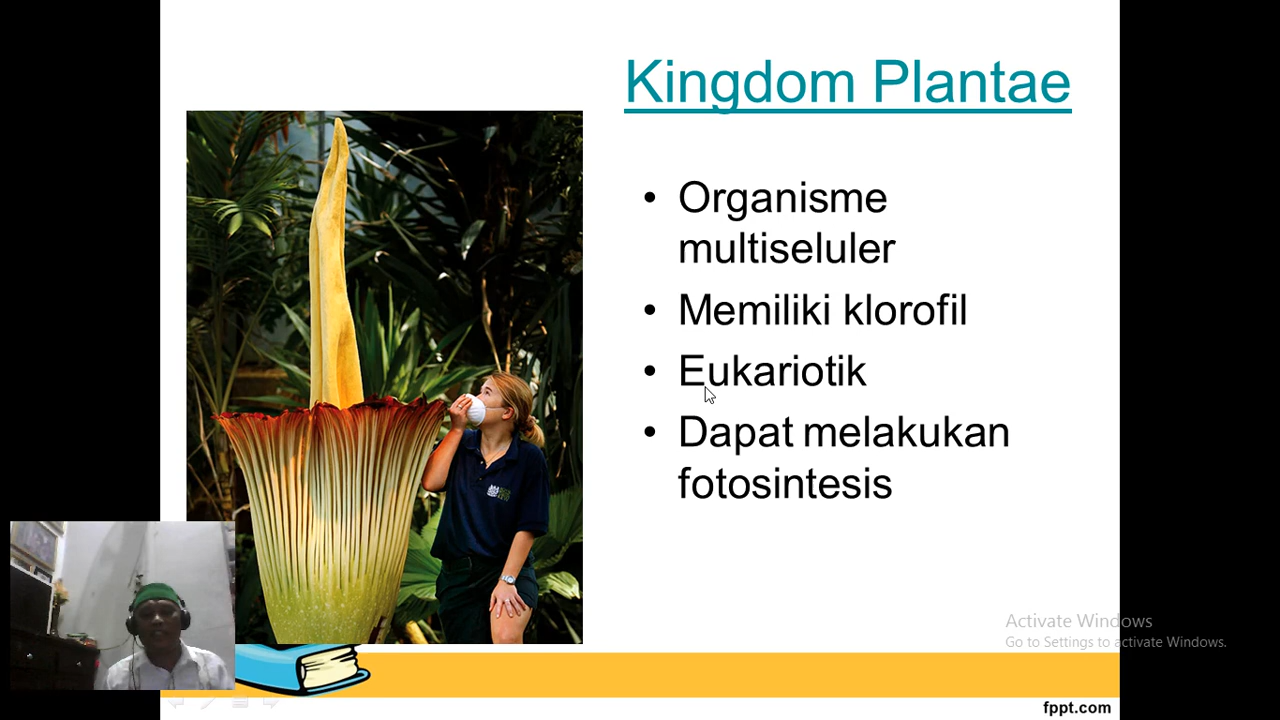 Kingdom Plantae
• Organisme
multiseluler
• Memiliki klorofil
• Eukariotik
• Dapat melakukan
fotosintesis
Activate Windows
Go to Settings to activate Windows.
fppt.com